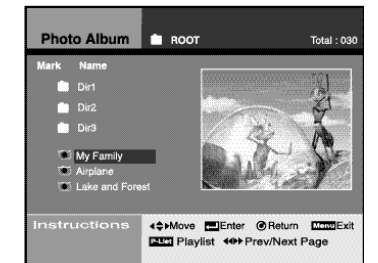 Photo Album ROOT Total : 030
Mark Name
Dir1
Dir2
Dir3
My Family
Airplane
Lake and Forest
Instructions Move Enter Return Menu Exit
P-List Playlist Prev/Next Page